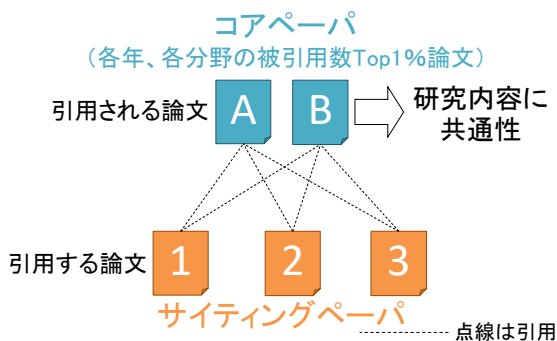 コアペーパ
（各年、各分野の被引用数Top1%論文）
引用される論文
A
B
研究内容に
共通性
引用する論文
1
2
3
サイティングペーパ
点線は引用